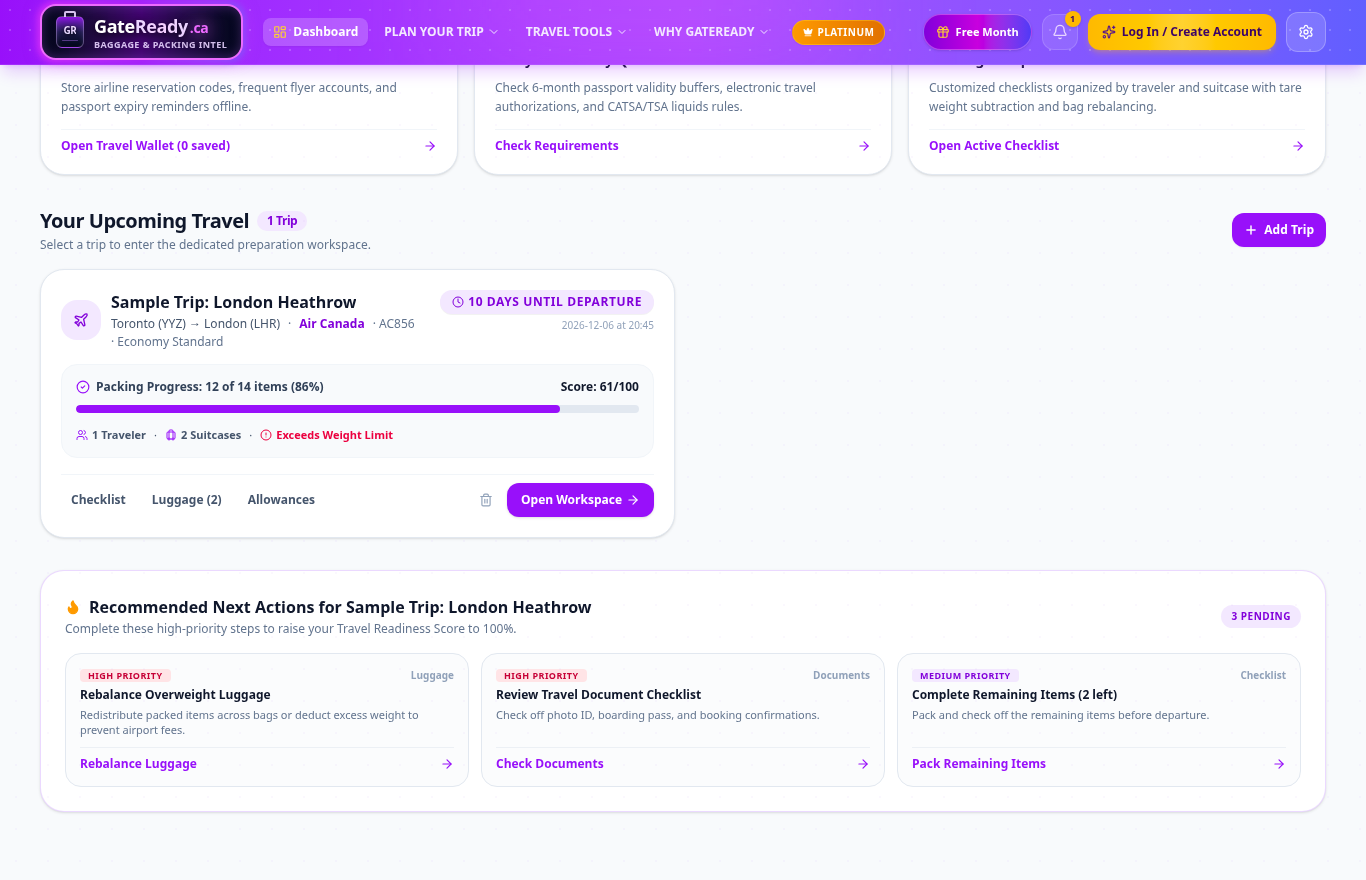 GR
GateReady.ca
BAGGAGE & PACKING INTEL
Dashboard
PLAN YOUR TRIP
TRAVEL TOOLS
WHY GATEREADY
PLATINUM
Free Month
1
Log In / Create Account
Store airline reservation codes, frequent flyer accounts, and
passport expiry reminders offline.
Open Travel Wallet (0 saved)
Check 6-month passport validity buffers, electronic travel
authorizations, and CATSA/TSA liquids rules.
Check Requirements
Customized checklists organized by traveler and suitcase with tare
weight subtraction and bag rebalancing.
Open Active Checklist
Your Upcoming Travel
1 Trip
Select a trip to enter the dedicated preparation workspace.
Add Trip
Sample Trip: London Heathrow
10 DAYS UNTIL DEPARTURE
Toronto (YYZ) → London (LHR) · Air Canada · AC856
· Economy Standard
2026-12-06 at 20:45
Packing Progress: 12 of 14 items (86%)
Score: 61/100
1 Traveler · 2 Suitcases · Exceeds Weight Limit
Checklist
Luggage (2)
Allowances
Open Workspace
Recommended Next Actions for Sample Trip: London Heathrow
Complete these high-priority steps to raise your Travel Readiness Score to 100%.
3 PENDING
HIGH PRIORITY
Luggage
Rebalance Overweight Luggage
Redistribute packed items across bags or deduct excess weight to
prevent airport fees.
Rebalance Luggage
HIGH PRIORITY
Documents
Review Travel Document Checklist
Check off photo ID, boarding pass, and booking confirmations.
Check Documents
MEDIUM PRIORITY
Checklist
Complete Remaining Items (2 left)
Pack and check off the remaining items before departure.
Pack Remaining Items